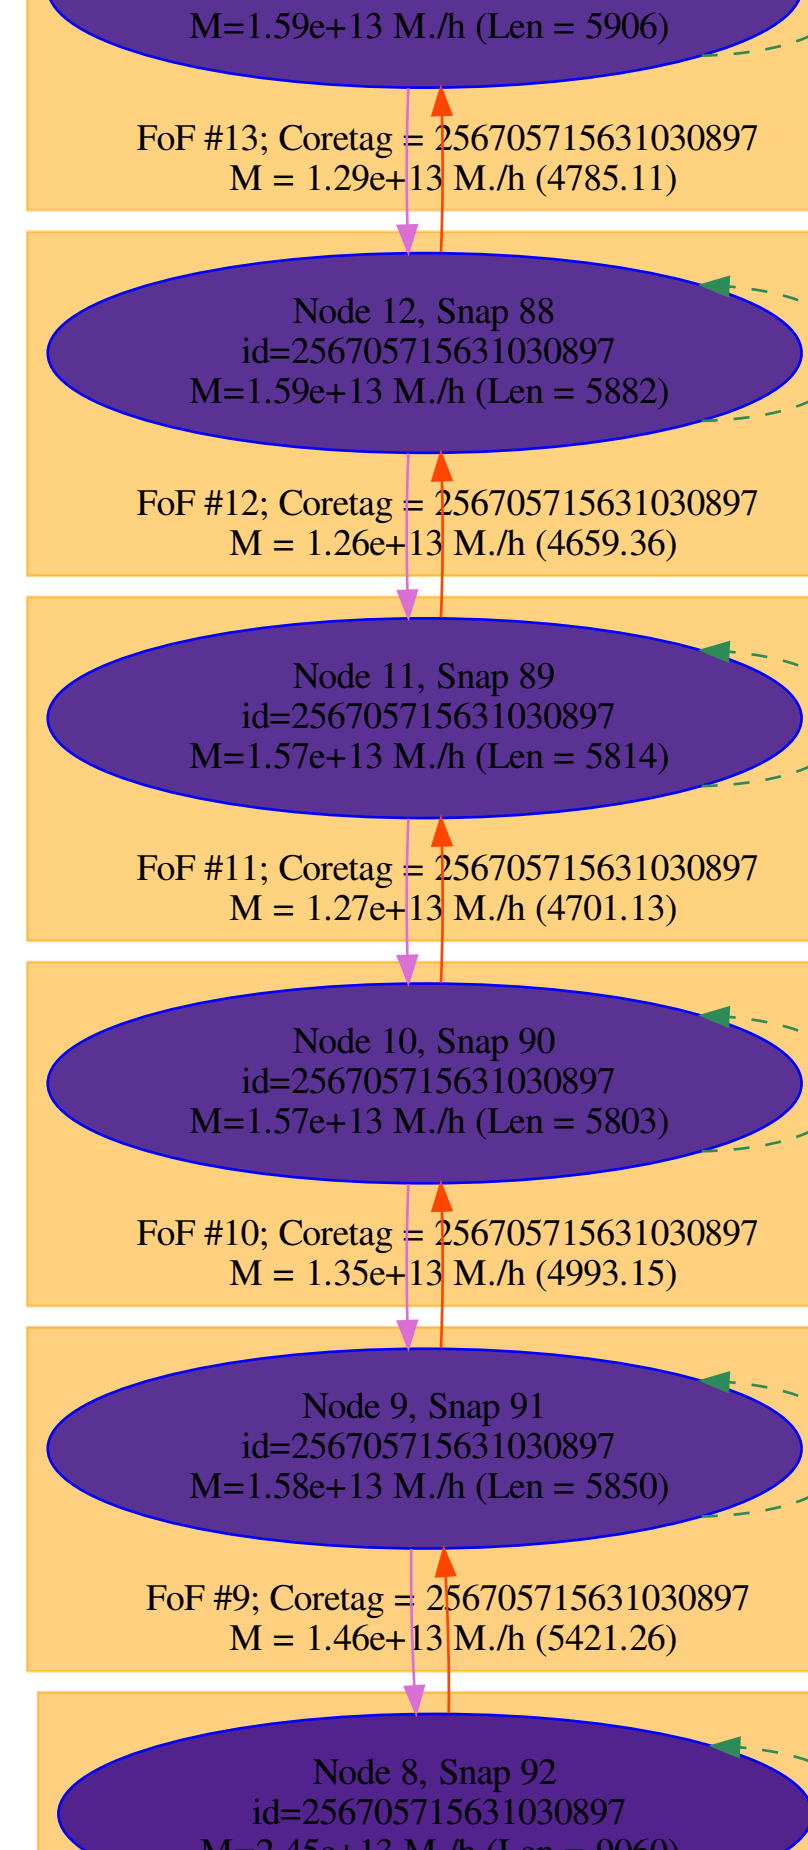 M=1.59e+13 M./h (Len = 5906)
FoF #13; Coretag = 256705715631030897
M = 1.29e+13 M./h (4785.11)
Node 12, Snap 88
id=256705715631030897
M=1.59e+13 M./h (Len = 5882)
FoF #12; Coretag = 256705715631030897
M = 1.26e+13 M./h (4659.36)
Node 11, Snap 89
id=256705715631030897
M=1.57e+13 M./h (Len = 5814)
FoF #11; Coretag = 256705715631030897
M = 1.27e+13 M./h (4701.13)
Node 10, Snap 90
id=256705715631030897
M=1.57e+13 M./h (Len = 5803)
FoF #10; Coretag = 256705715631030897
M = 1.35e+13 M./h (4993.15)
Node 9, Snap 91
id=256705715631030897
M=1.58e+13 M./h (Len = 5850)
FoF #9; Coretag = 256705715631030897
M = 1.46e+13 M./h (5421.26)
Node 8, Snap 92
id=256705715631030897
M=2.45e+13 M./h (Len = 9060)